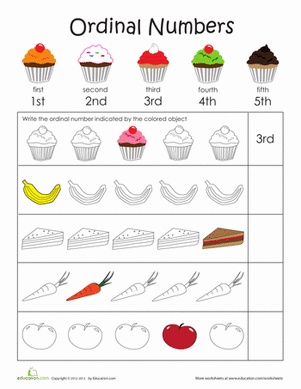 Ordinal Numbers
first second third fourth fifth
1st 2nd 3rd 4th 5th
Write the ordinal number indicated by the colored object
3rd
education.com
Copyright © 2012-2013 by Education.com
More worksheets at www.education.com/worksheets